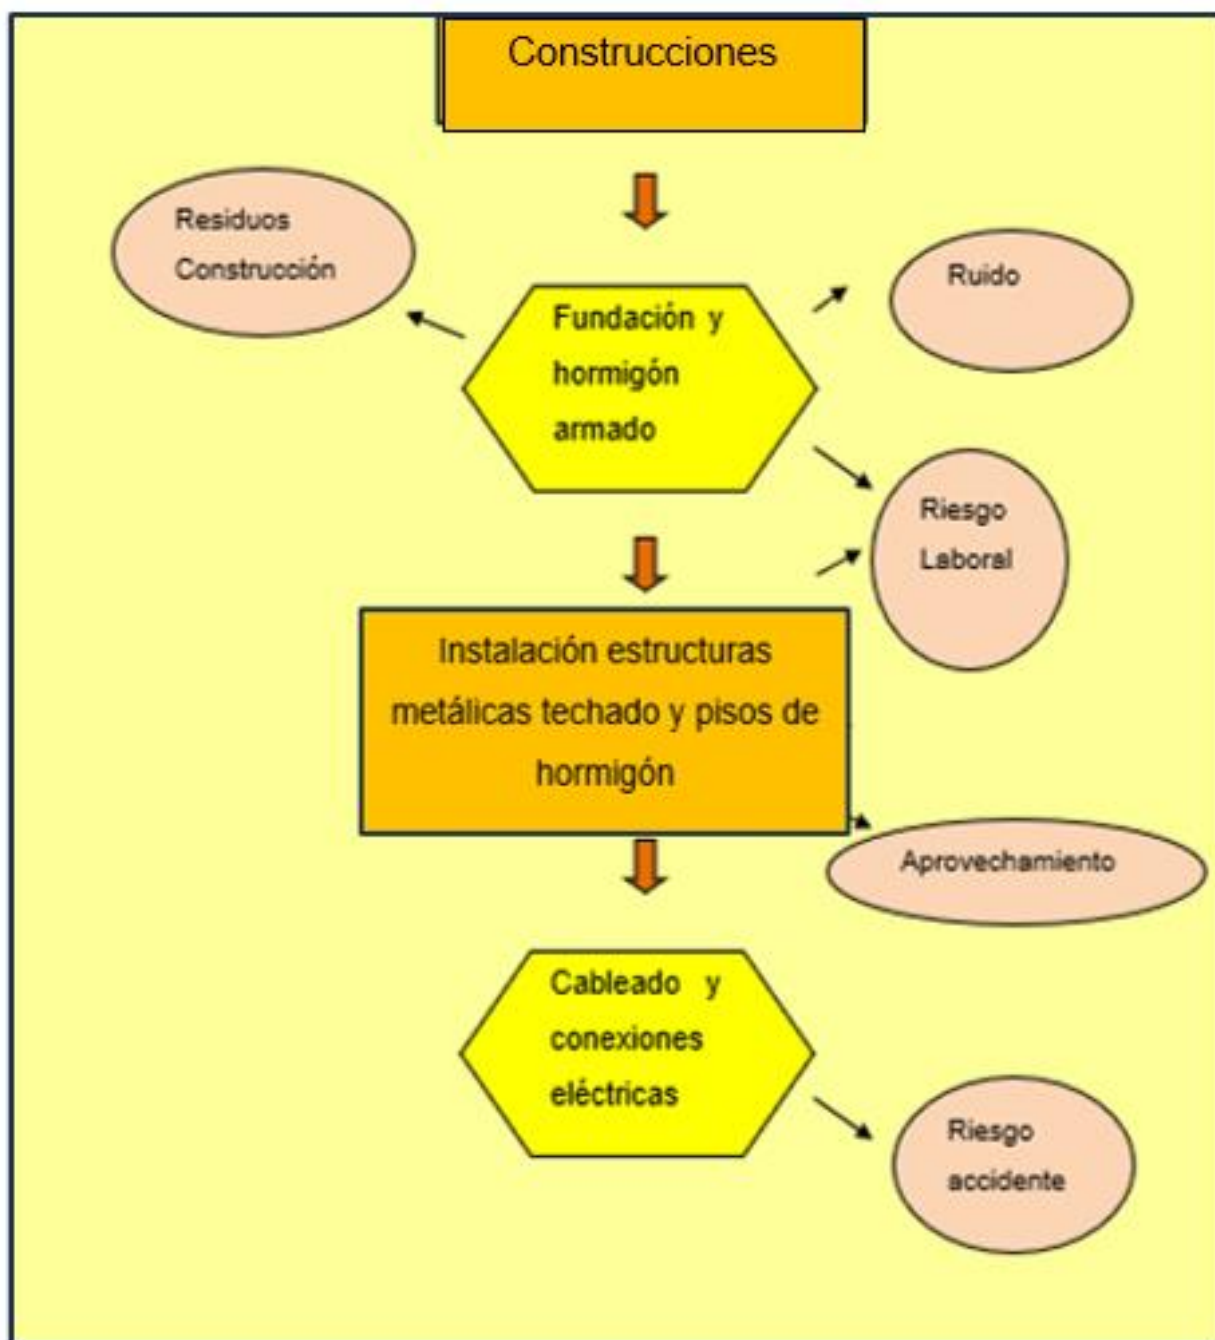 Construcciones
Residuos
Construcción
Ruido
Fundación y
hormigón
armado
Riesgo
Laboral
Instalación estructuras
metálicas techado y pisos de
hormigón
Aprovechamiento
Cableado y
conexiones
eléctricas
Riesgo
accidente